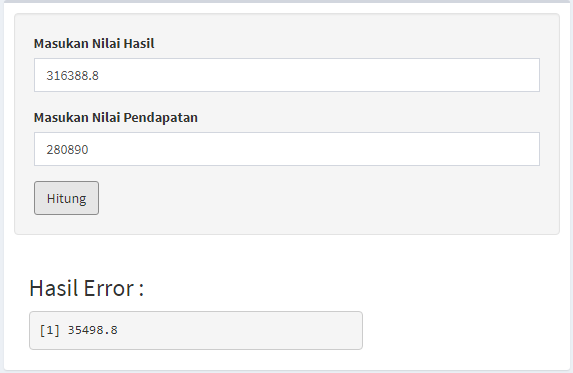 Masukan Nilai Hasil
316388.8
Masukan Nilai Pendapatan
280890
Hitung
Hasil Error :
[1] 35498.8